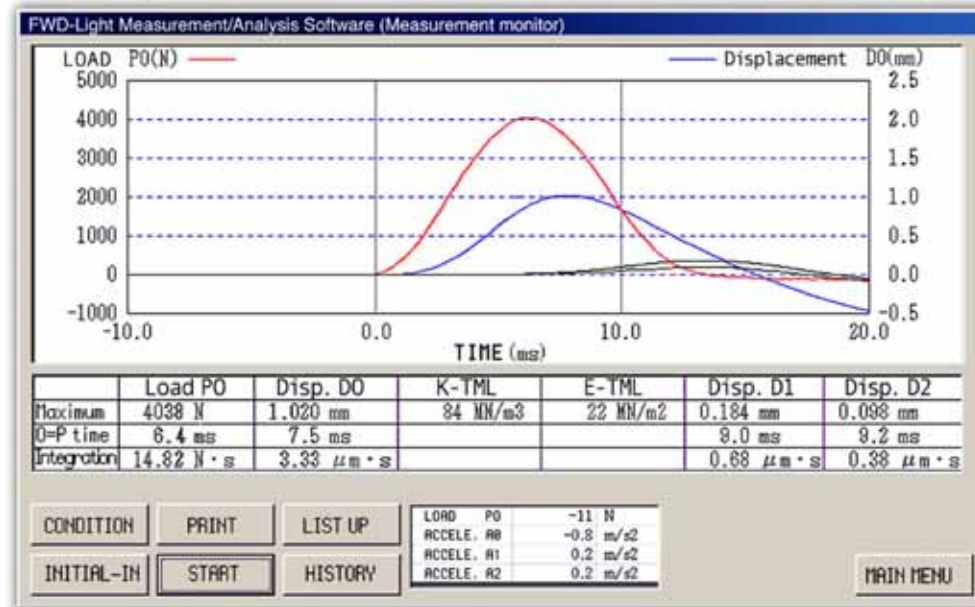 FWD-Light Measurement/Analysis Software (Measurement monitor)
LOAD P0(N) Displacement D0(mm)
5000 2.5
4000 2.0
3000 1.5
2000 1.0
1000 0.5
0 0.0
-1000 -0.5
-10.0 0.0 10.0 20.0
TIME (ms)
Load P0 Disp. D0 K-TML E-TML Disp. D1 Disp. D2
Maximum 4038 N 1.020 mm 84 MN/m3 22 MN/m2 0.184 mm 0.098 mm
0=P time 6.4 ms 7.5 ms 9.0 ms 9.2 ms
Integration 14.82 N・s 3.33 μm・s 0.68 μm・s 0.38 μm・s
CONDITION PRINT LIST UP
INITIAL-IN START HISTORY
LOAD P0 -11 N
ACCELE. A0 -0.8 m/s2
ACCELE. A1 0.2 m/s2
ACCELE. A2 0.2 m/s2
MAIN MENU